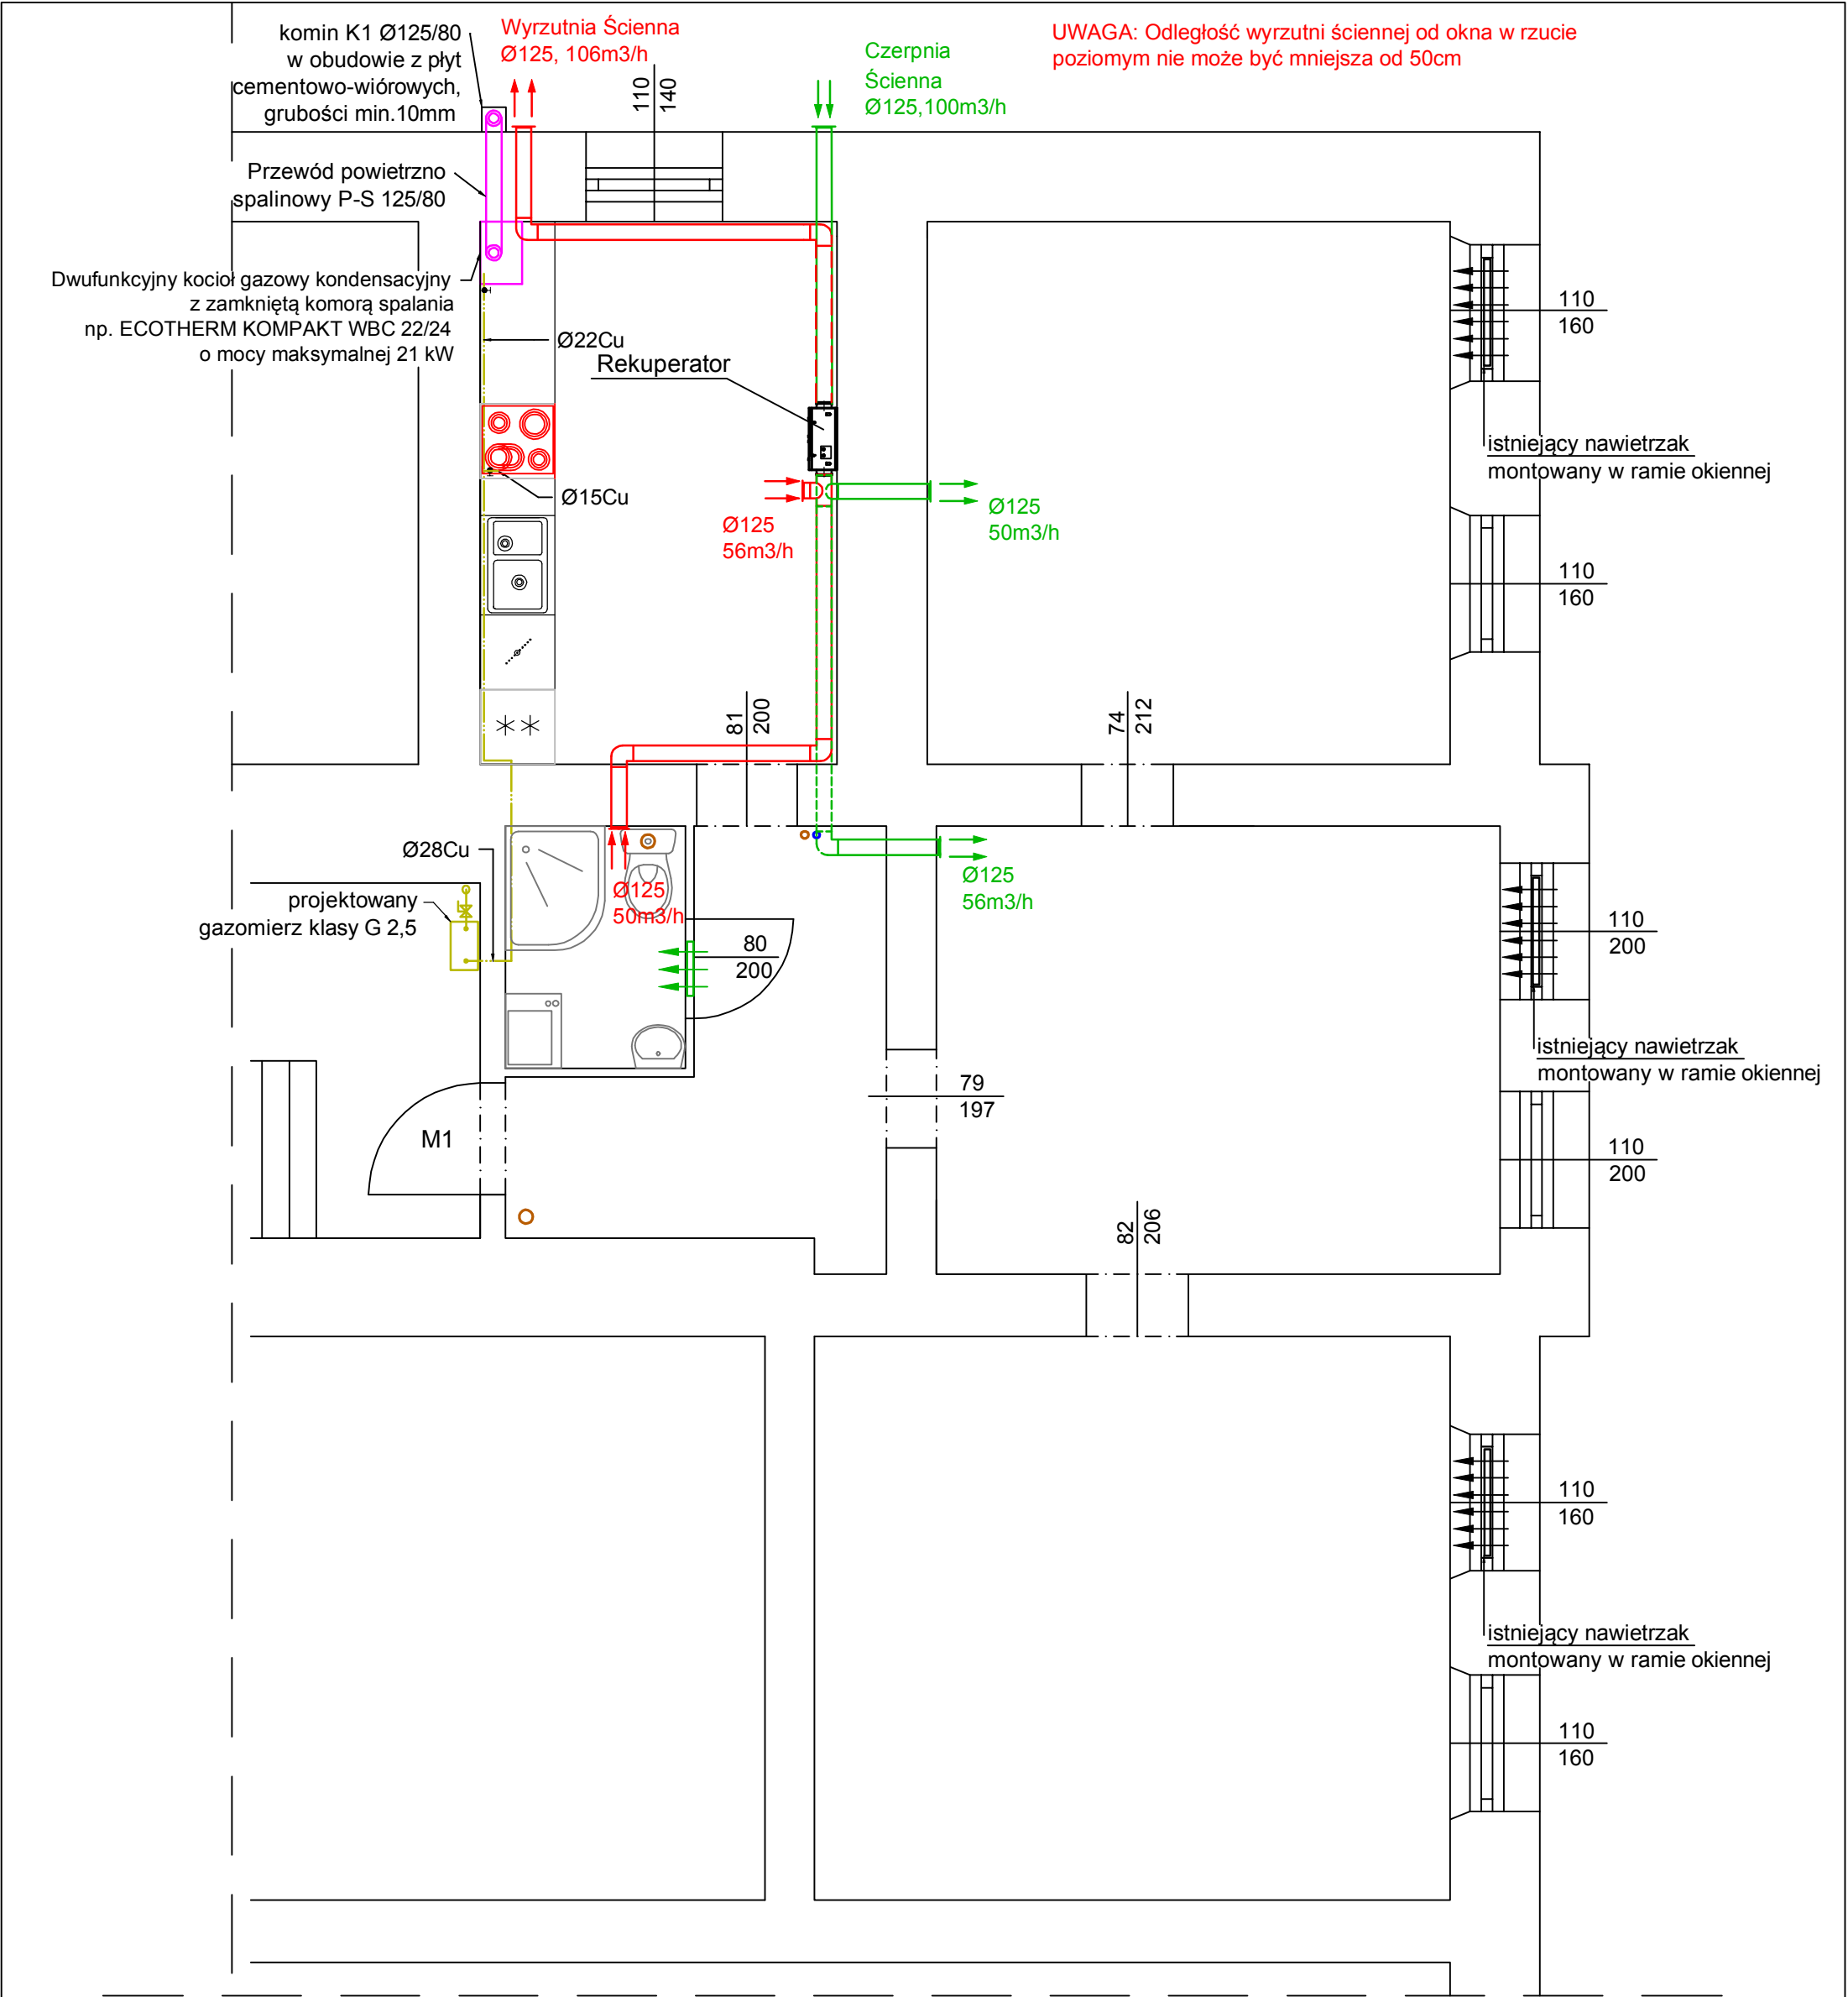 komin K1 Ø125/80
w obudowie z płyt
cementowo-wiórowych,
grubości min.10mm
Wyrzutnia Ścienna
Ø125, 106m3/h
110
140
Czerpnia
Ścienna
Ø125,100m3/h
UWAGA: Odległość wyrzutni ściennej od okna w rzucie
poziomym nie może być mniejsza od 50cm
Przewód powietrzno
spalinowy P-S 125/80
Dwufunkcyjny kocioł gazowy kondensacyjny
z zamkniętą komorą spalania
np. ECOTHERM KOMPAKT WBC 22/24
o mocy maksymalnej 21 kW
Ø22Cu
Rekuperator
110
160
istniejący nawietrzak
montowany w ramie okiennej
Ø15Cu
Ø125
56m3/h
Ø125
50m3/h
110
160
81
200
74
212
Ø28Cu
projektowany
gazomierz klasy G 2,5
Ø125
50m3/h
Ø125
56m3/h
80
200
110
200
istniejący nawietrzak
montowany w ramie okiennej
79
197
M1
110
200
82
206
110
160
istniejący nawietrzak
montowany w ramie okiennej
110
160